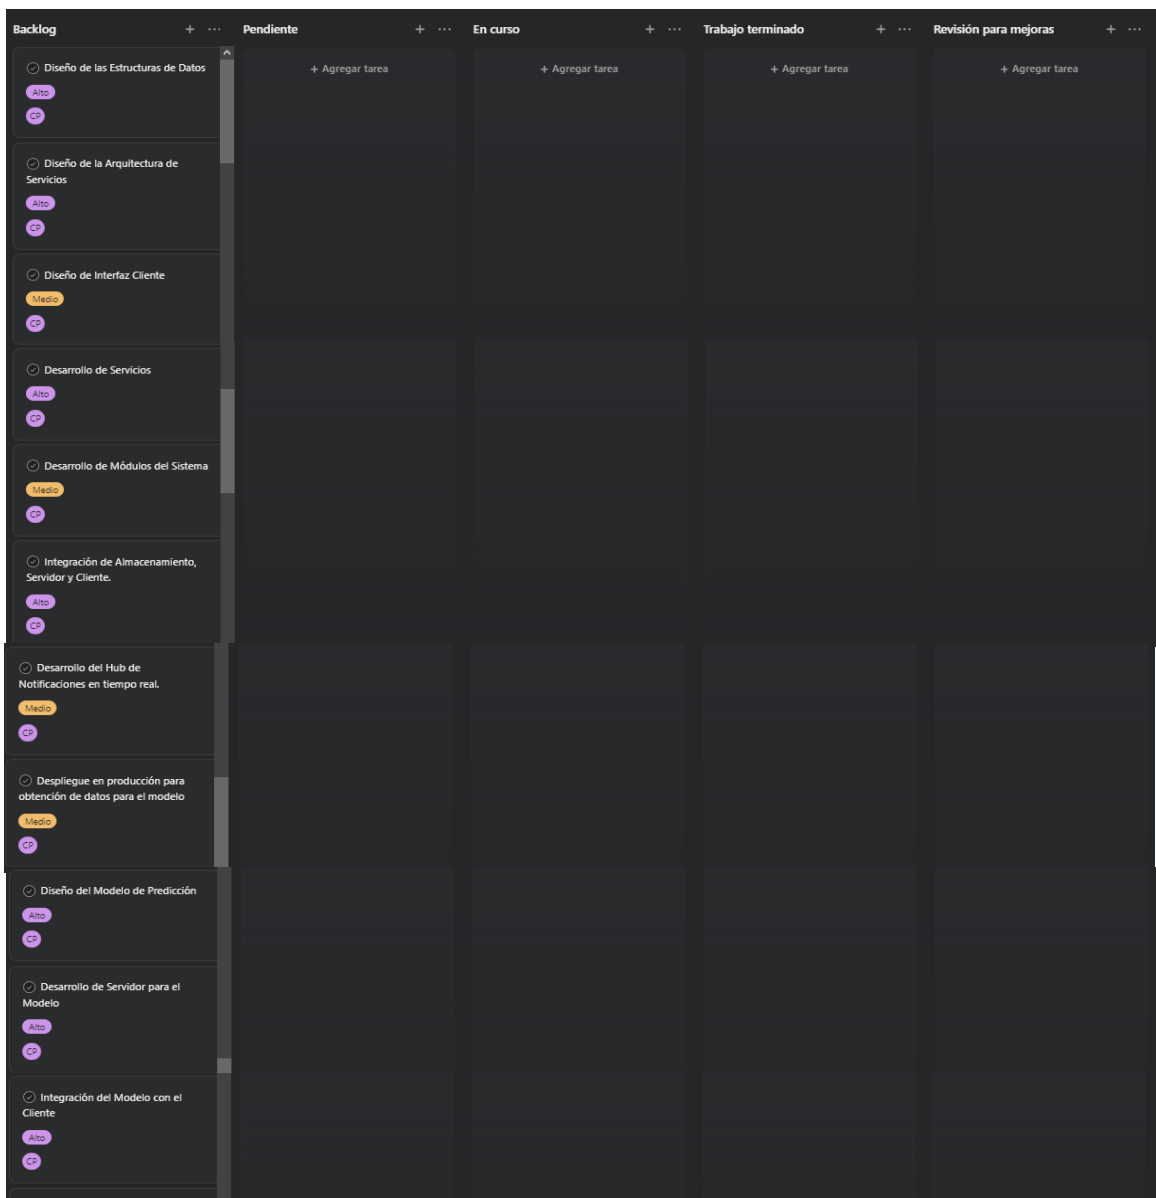 Backlog
Pendiente
En curso
Trabajo terminado
Revisión para mejoras
+ Agregar tarea
+ Agregar tarea
+ Agregar tarea
+ Agregar tarea
Diseño de las Estructuras de Datos
Alto
CP
Diseño de la Arquitectura de
Servicios
Alto
CP
Diseño de Interfaz Cliente
Medio
CP
Desarrollo de Servicios
Alto
CP
Desarrollo de Módulos del Sistema
Medio
CP
Integración de Almacenamiento,
Servidor y Cliente.
Alto
CP
Desarrollo del Hub de
Notificaciones en tiempo real.
Medio
CP
Despliegue en producción para
obtención de datos para el modelo
Medio
CP
Diseño del Modelo de Predicción
Alto
CP
Desarrollo de Servidor para el
Modelo
Alto
CP
Integración del Modelo con el
Cliente
Alto
CP